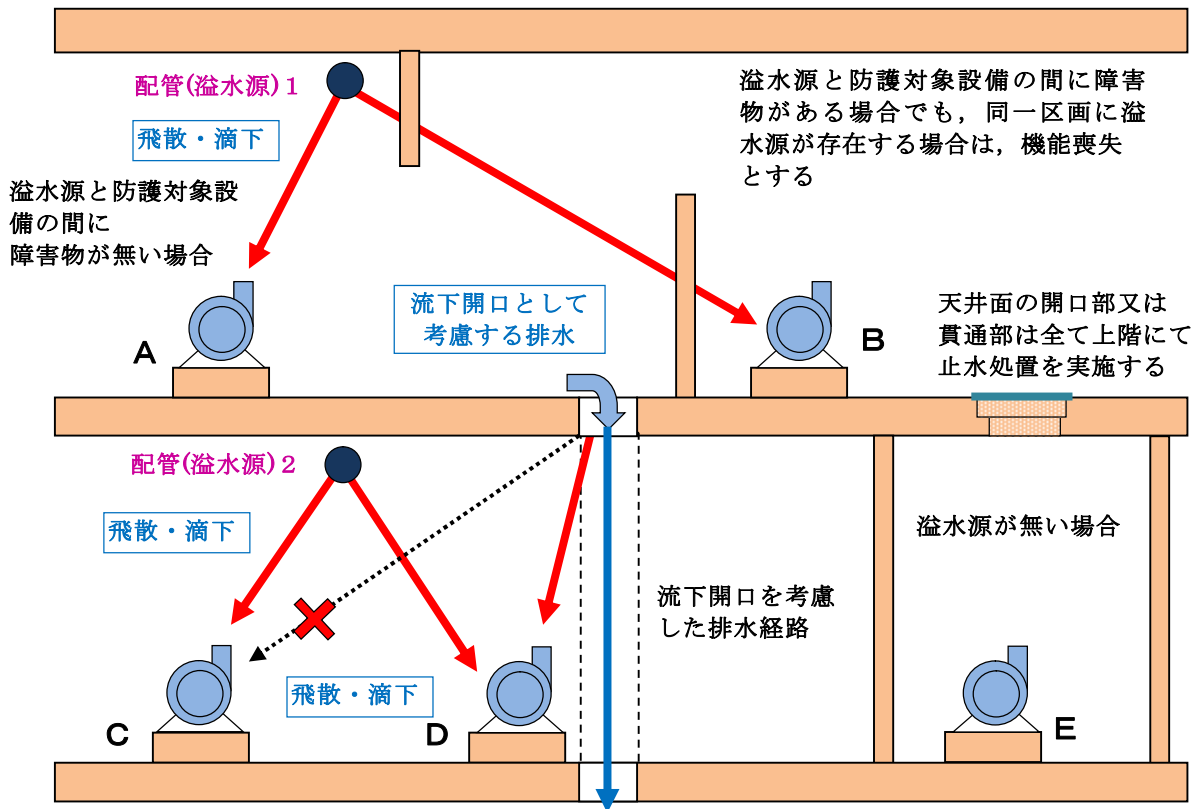 配管(溢水源)１
飛散・滴下
溢水源と防護対象設
備の間に
障害物が無い場合
溢水源と防護対象設備の間に障害
物がある場合でも，同一区画に溢
水源が存在する場合は，機能喪失
とする
流下開口として
考慮する排水
天井面の開口部又は
貫通部は全て上階にて
止水処置を実施する
A
B
配管(溢水源)２
飛散・滴下
溢水源が無い場合
流下開口を考慮
した排水経路
飛散・滴下
C
D
E